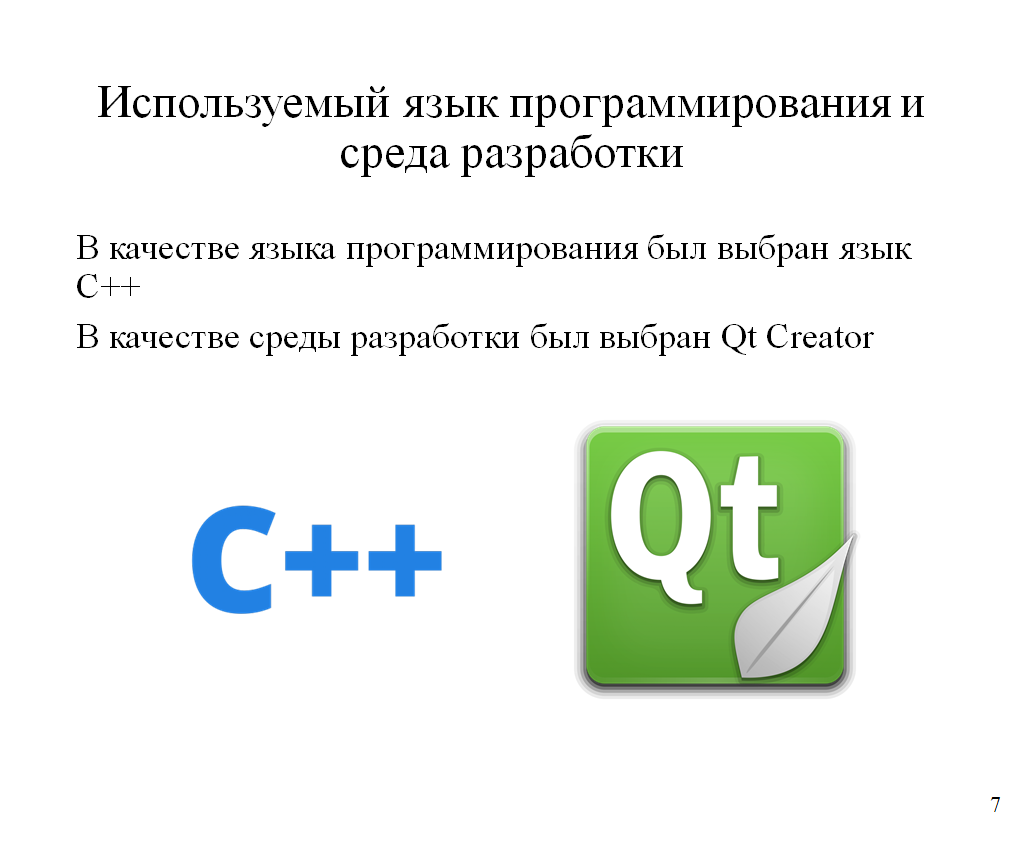 Используемый язык программирования и
среда разработки
В качестве языка программирования был выбран язык
C++
В качестве среды разработки был выбран Qt Creator
C++
Qt
7